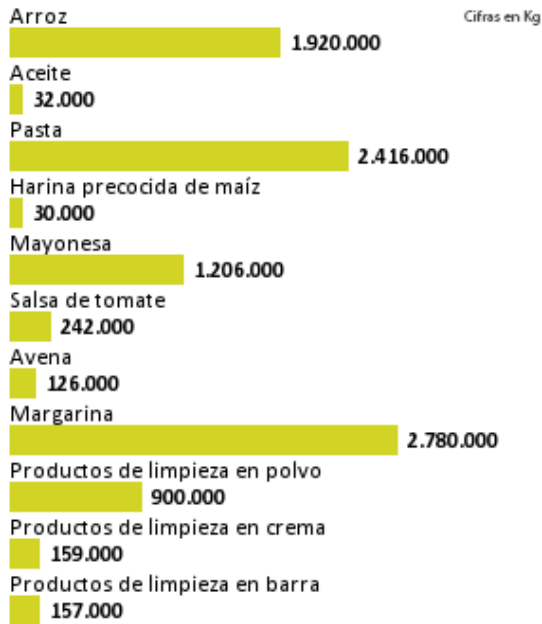 Arroz
Cifras en Kg
1.920.000
Aceite
32.000
Pasta
2.416.000
Harina precocida de maíz
30.000
Mayonesa
1.206.000
Salsa de tomate
242.000
Avena
126.000
Margarina
2.780.000
Productos de limpieza en polvo
900.000
Productos de limpieza en crema
159.000
Productos de limpieza en barra
157.000